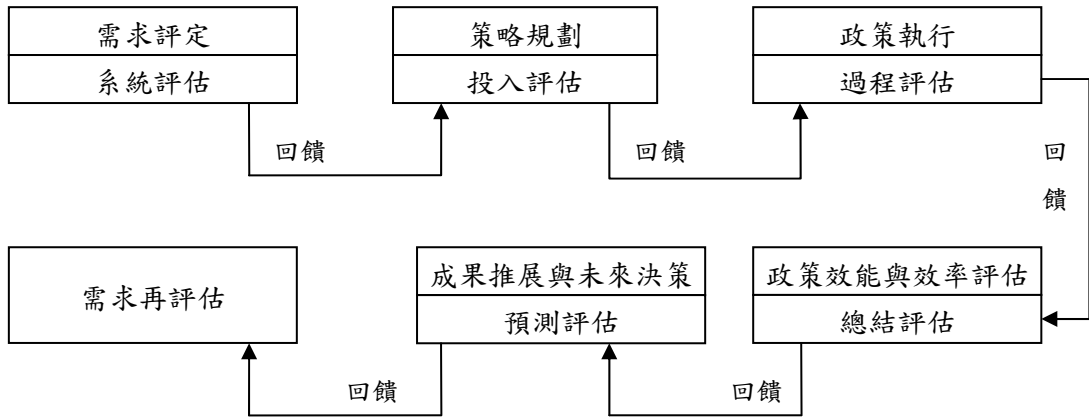 需求評定
系統評估
策略規劃
投入評估
政策執行
過程評估
回饋
回饋
回
饋
需求再評估
成果推展與未來決策
預測評估
政策效能與效率評估
總結評估
回饋
回饋